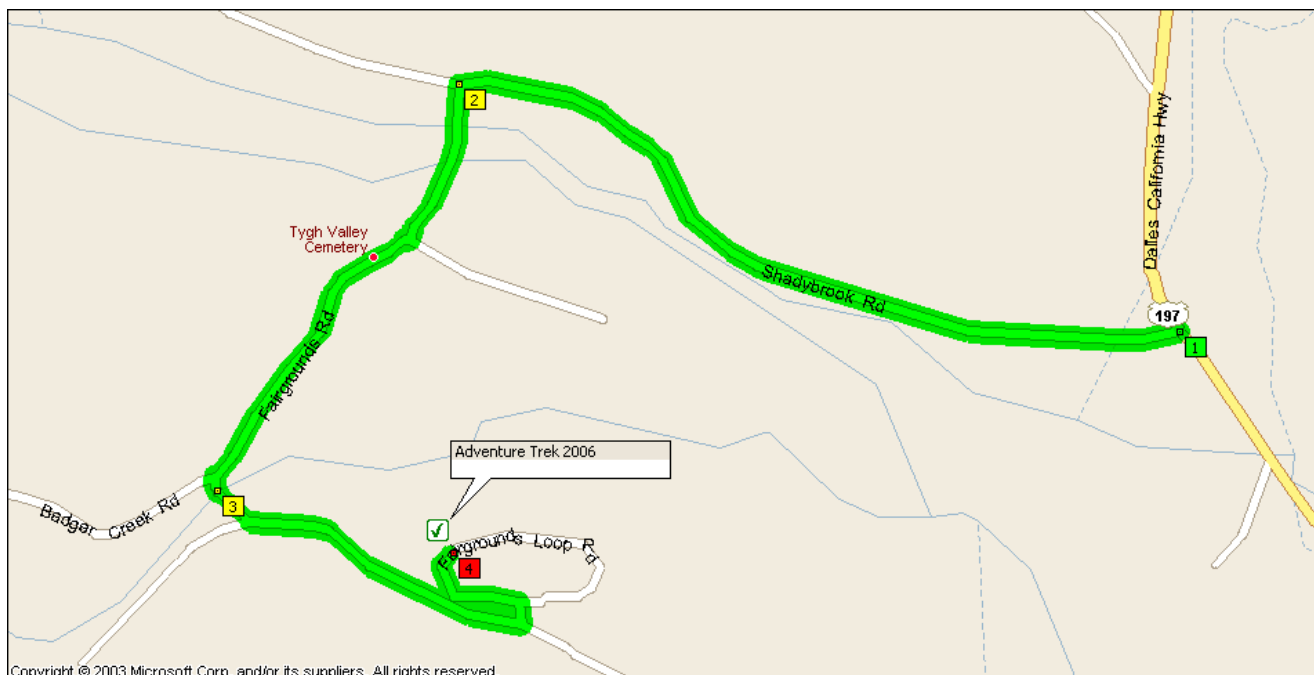 2
Dalles California Hwy
Tygh Valley
Cemetery
Shadybrook Rd
197
1
Fairgrounds Rd
Adventure Trek 2006
Badger Creek Rd
3
Fairgrounds Loop Rd
4
Copyright © 2003 Microsoft Corp. and/or its suppliers. All rights reserved.